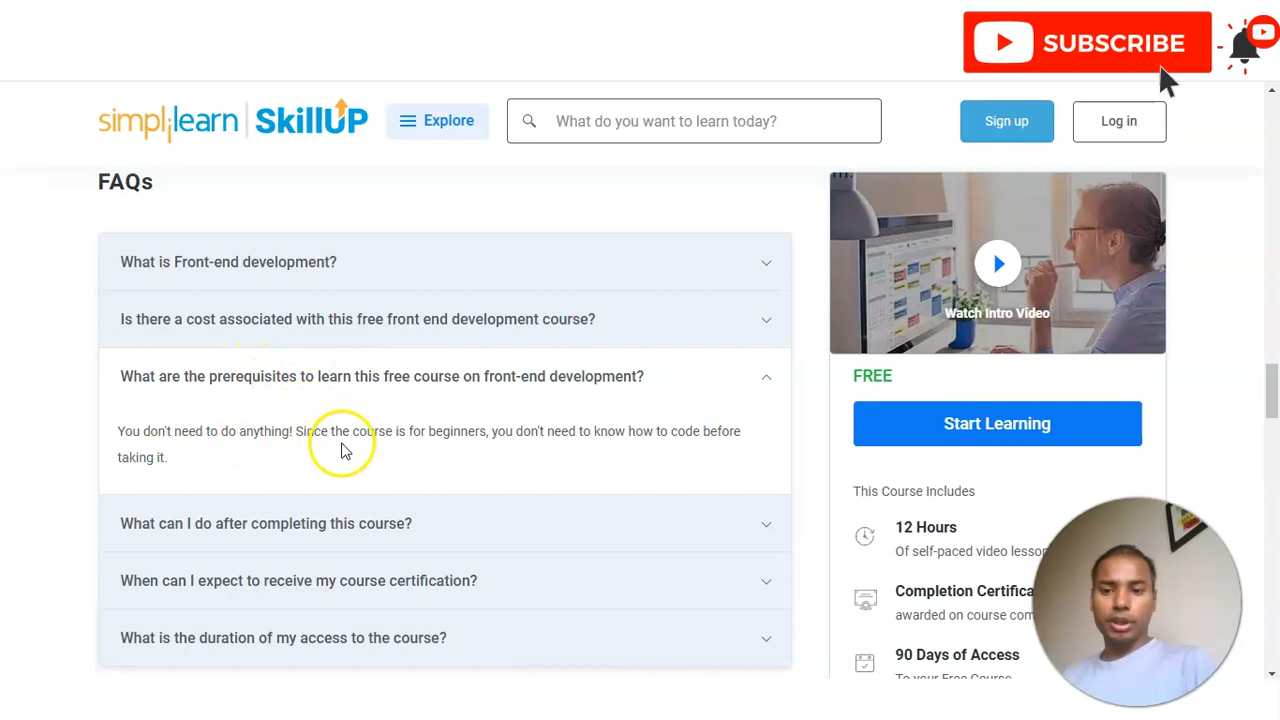 SUBSCRIBE
simplilearn | SkillUP
Explore
What do you want to learn today?
Sign up
Log in
FAQs
What is Front-end development?
Is there a cost associated with this free front end development course?
What are the prerequisites to learn this free course on front-end development?
You don't need to do anything! Since the course is for beginners, you don't need to know how to code before
taking it.
What can I do after completing this course?
When can I expect to receive my course certification?
What is the duration of my access to the course?
Watch Intro Video
FREE
Start Learning
This Course Includes
12 Hours
Of self-paced video
Completion
awarded on course
90 Days of Access
To your Free Course